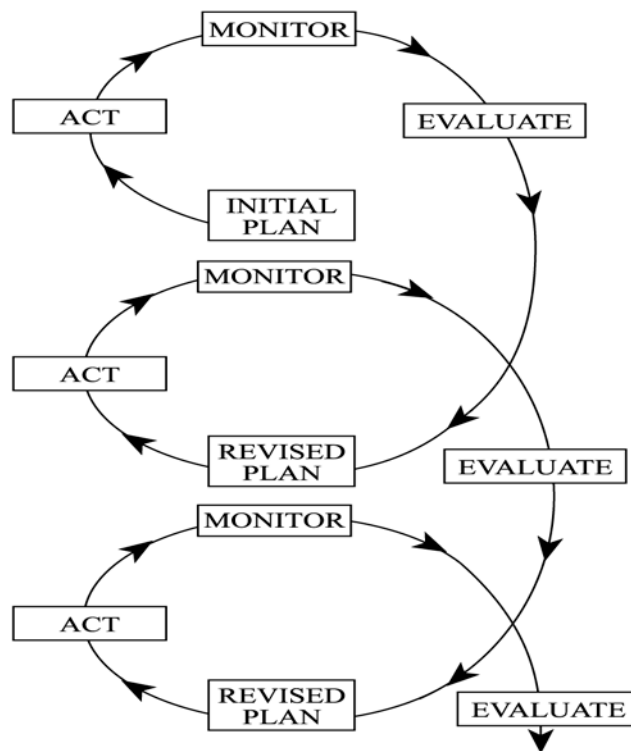 MONITOR
ACT
EVALUATE
INITIAL
PLAN
MONITOR
ACT
REVISED
PLAN
EVALUATE
MONITOR
ACT
REVISED
PLAN
EVALUATE